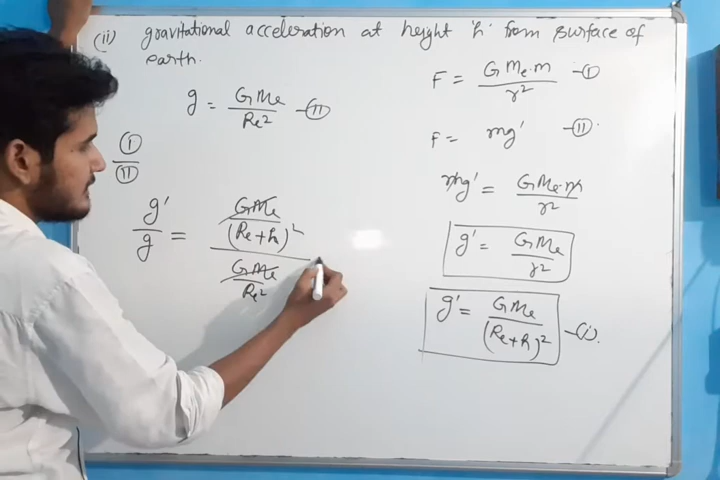 (ii) gravitational acceleration at height 'h' from surface of
earth.
g = GMe/Re² —(II)
(I)/(II)
g'/g = (GMe/(Re+h)²)/(GMe/Re²)
F = GMe.m/r² —(I)
F = mg' —(II).
mg' = GMe.m/r²
g' = GMe/r²
g' = GMe/(Re+h)² —(i).